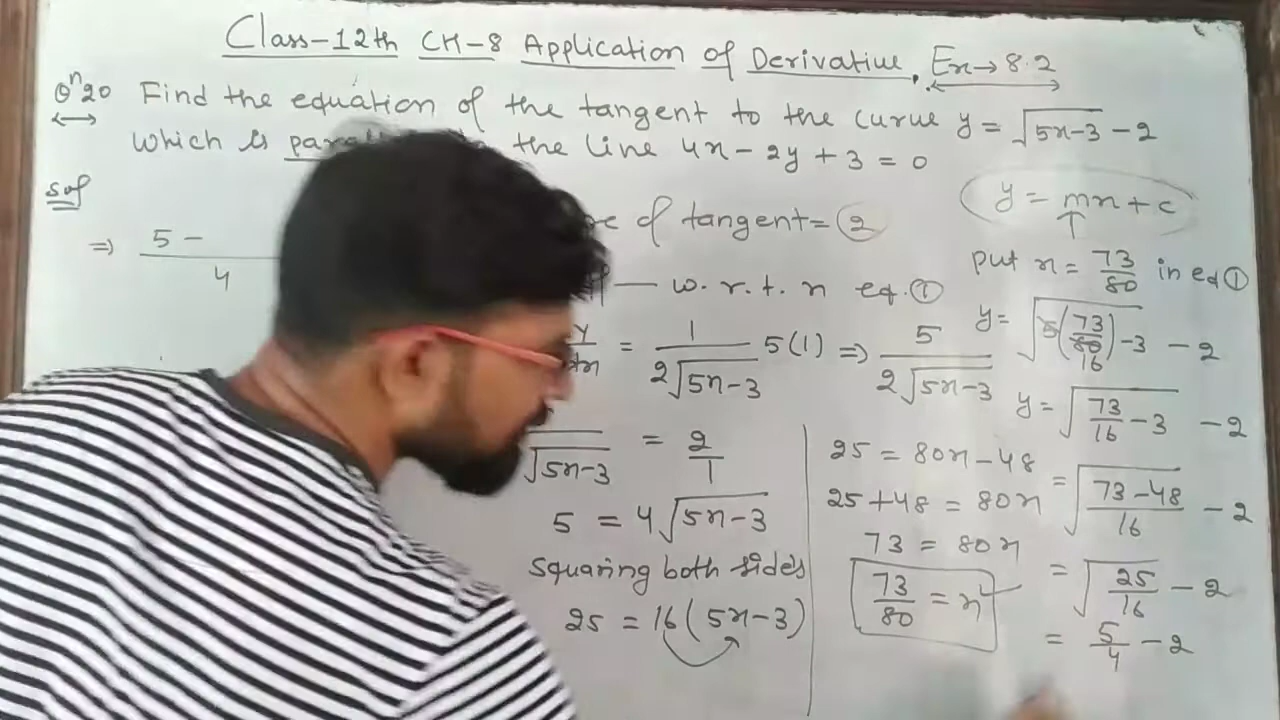 Class-12th CH-8 Application of Derivative, Ex→8.2
Qⁿ20 Find the equation of the tangent to the curve y = √(5x-3) - 2
which is the line 4x - 2y + 3 = 0
sol
y = mx + c
of tangent = 2
⇒ 5 - / 4
put x = 73/80 in eq ①
w. r. t. x eq. ①
= 1/(2√(5x-3)) 5(1) ⇒ 5/(2√(5x-3))
y = √(5(73/80)-3) - 2
16
y = √(73/16 - 3) - 2
√(5x-3) = 2/1
5 = 4√(5x-3)
squaring both sides
25 = 16(5x-3)
25 = 80x - 48
25 + 48 = 80x
73 = 80x
73/80 = x
= √((73-48)/16) - 2
= √(25/16) - 2
= 5/4 - 2